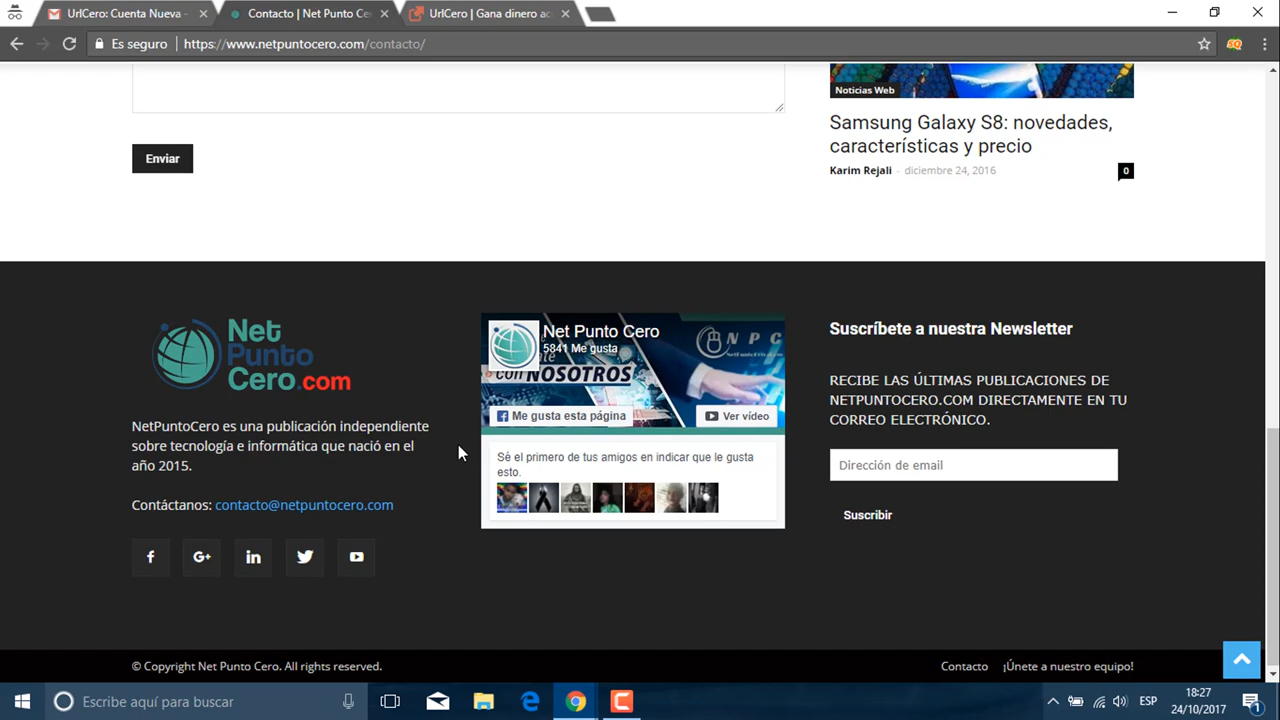 UrlCero: Cuenta Nueva -
Contacto | Net Punto Ce
UrlCero | Gana dinero ac
Es seguro
https://www.netpuntocero.com/contacto/
SQ
Noticias Web
Samsung Galaxy S8: novedades,
características y precio
Karim Rejali - diciembre 24, 2016
0
Enviar
Net
Punto
Cero.com
NetPuntoCero es una publicación independiente
sobre tecnología e informática que nació en el
año 2015.
Contáctanos: contacto@netpuntocero.com
f
G+
in
Net Punto Cero
5841 Me gusta
NPC
con NOSOTROS
Me gusta esta página
Ver vídeo
Sé el primero de tus amigos en indicar que le gusta
esto.
Suscríbete a nuestra Newsletter
RECIBE LAS ÚLTIMAS PUBLICACIONES DE
NETPUNTOCERO.COM DIRECTAMENTE EN TU
CORREO ELECTRÓNICO.
Dirección de email
Suscribir
© Copyright Net Punto Cero. All rights reserved.
Contacto
¡Únete a nuestro equipo!
Escribe aquí para buscar
ESP
18:27
24/10/2017
1